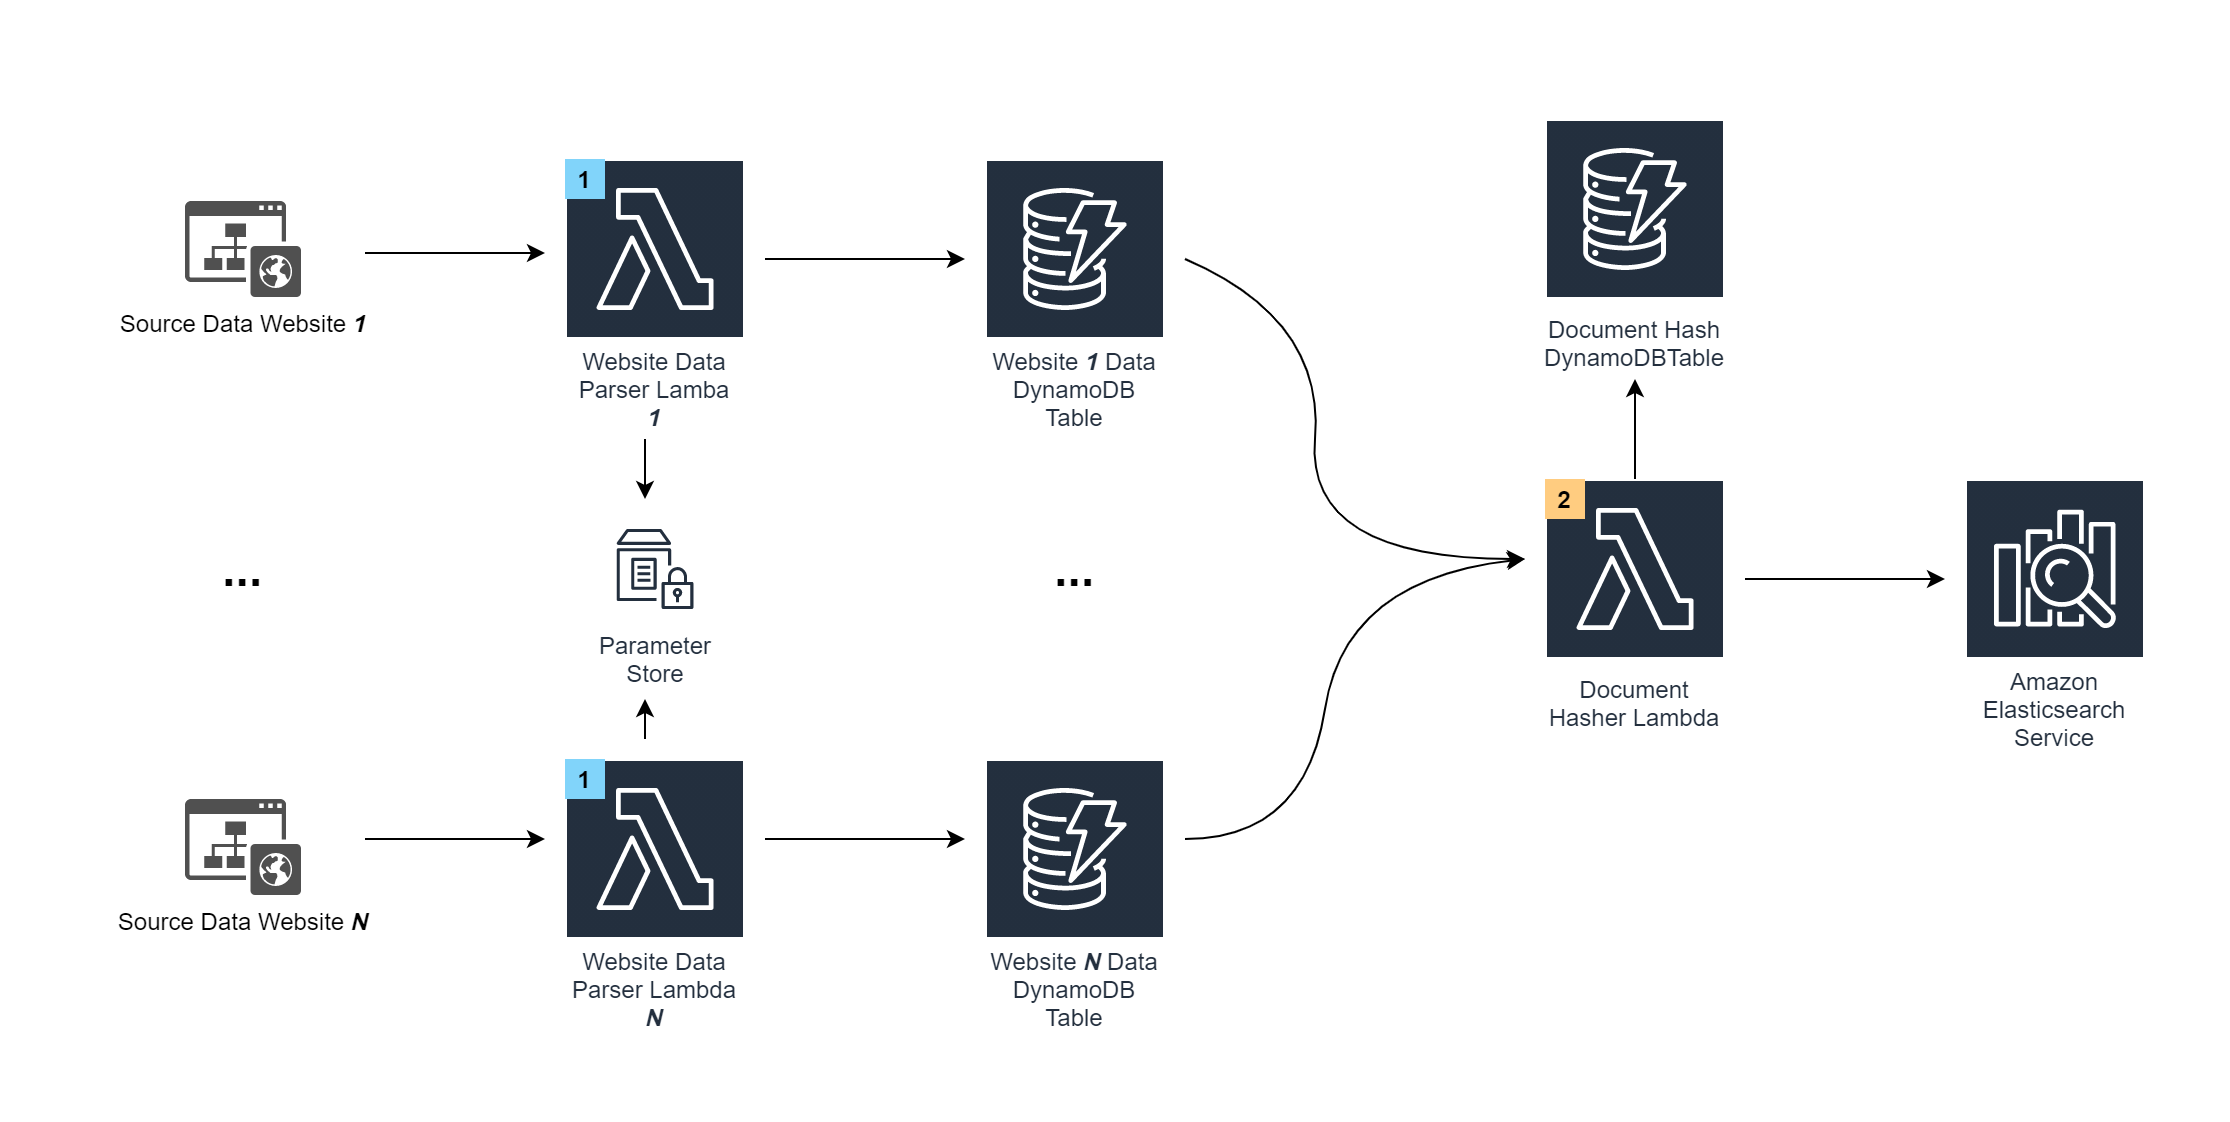 1
Source Data Website 1
Website Data
Parser Lamba
1
Website 1 Data
DynamoDB
Table
Document Hash
DynamoDBTable
...
Parameter
Store
...
2
Document
Hasher Lambda
Amazon
Elasticsearch
Service
1
Source Data Website N
Website Data
Parser Lambda
N
Website N Data
DynamoDB
Table